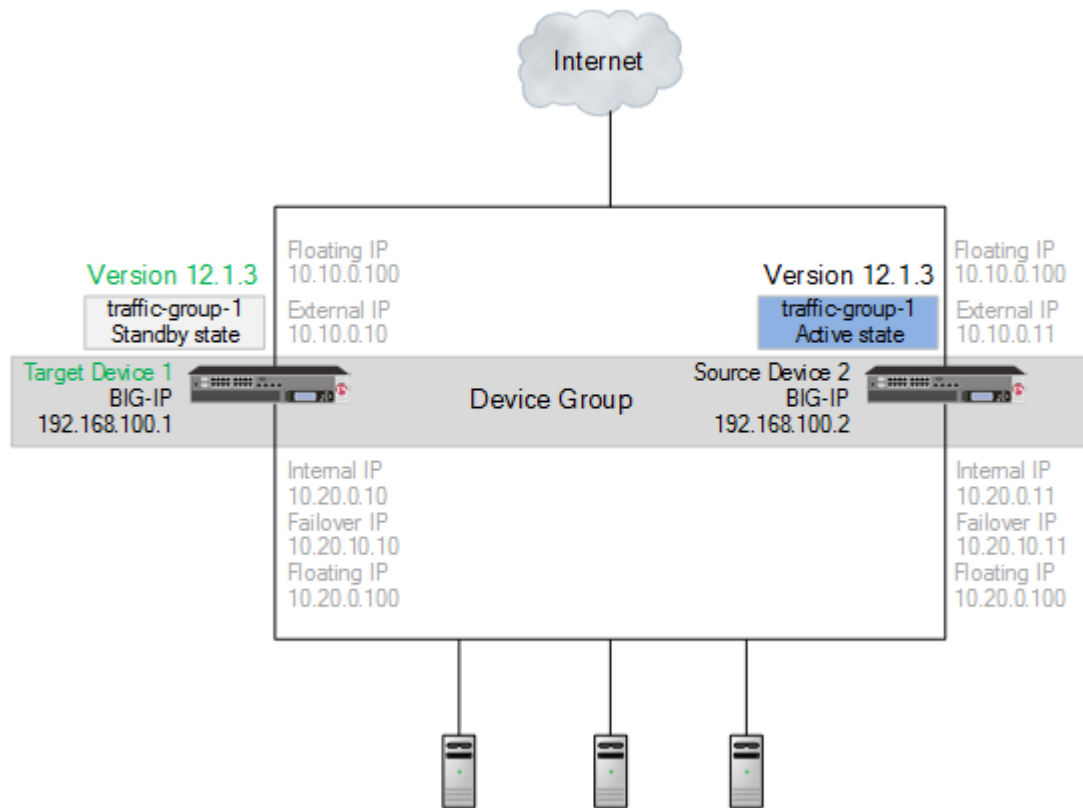 Internet
Floating IP
10.10.0.100
Version 12.1.3
traffic-group-1
Standby state
External IP
10.10.0.10
Floating IP
10.10.0.100
Version 12.1.3
traffic-group-1
Active state
External IP
10.10.0.11
Target Device 1
BIG-IP
192.168.100.1
Device Group
Source Device 2
BIG-IP
192.168.100.2
Internal IP
10.20.0.10
Failover IP
10.20.10.10
Floating IP
10.20.0.100
Internal IP
10.20.0.11
Failover IP
10.20.10.11
Floating IP
10.20.0.100